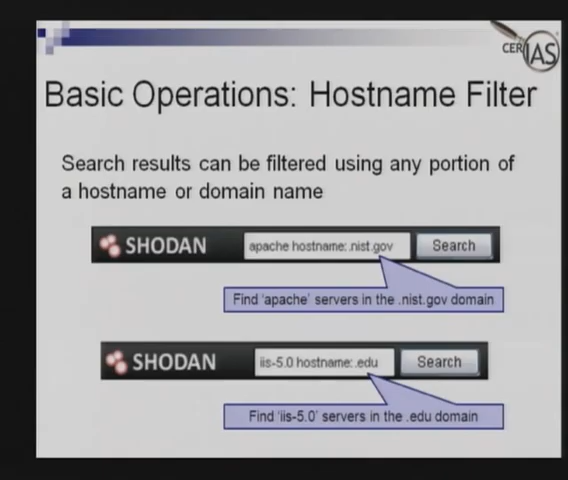 CERIAS
Basic Operations: Hostname Filter
Search results can be filtered using any portion of
a hostname or domain name
SHODAN apache hostname: .nist.gov Search
Find 'apache' servers in the .nist.gov domain
SHODAN iis-5.0 hostname: .edu Search
Find 'iis-5.0' servers in the .edu domain